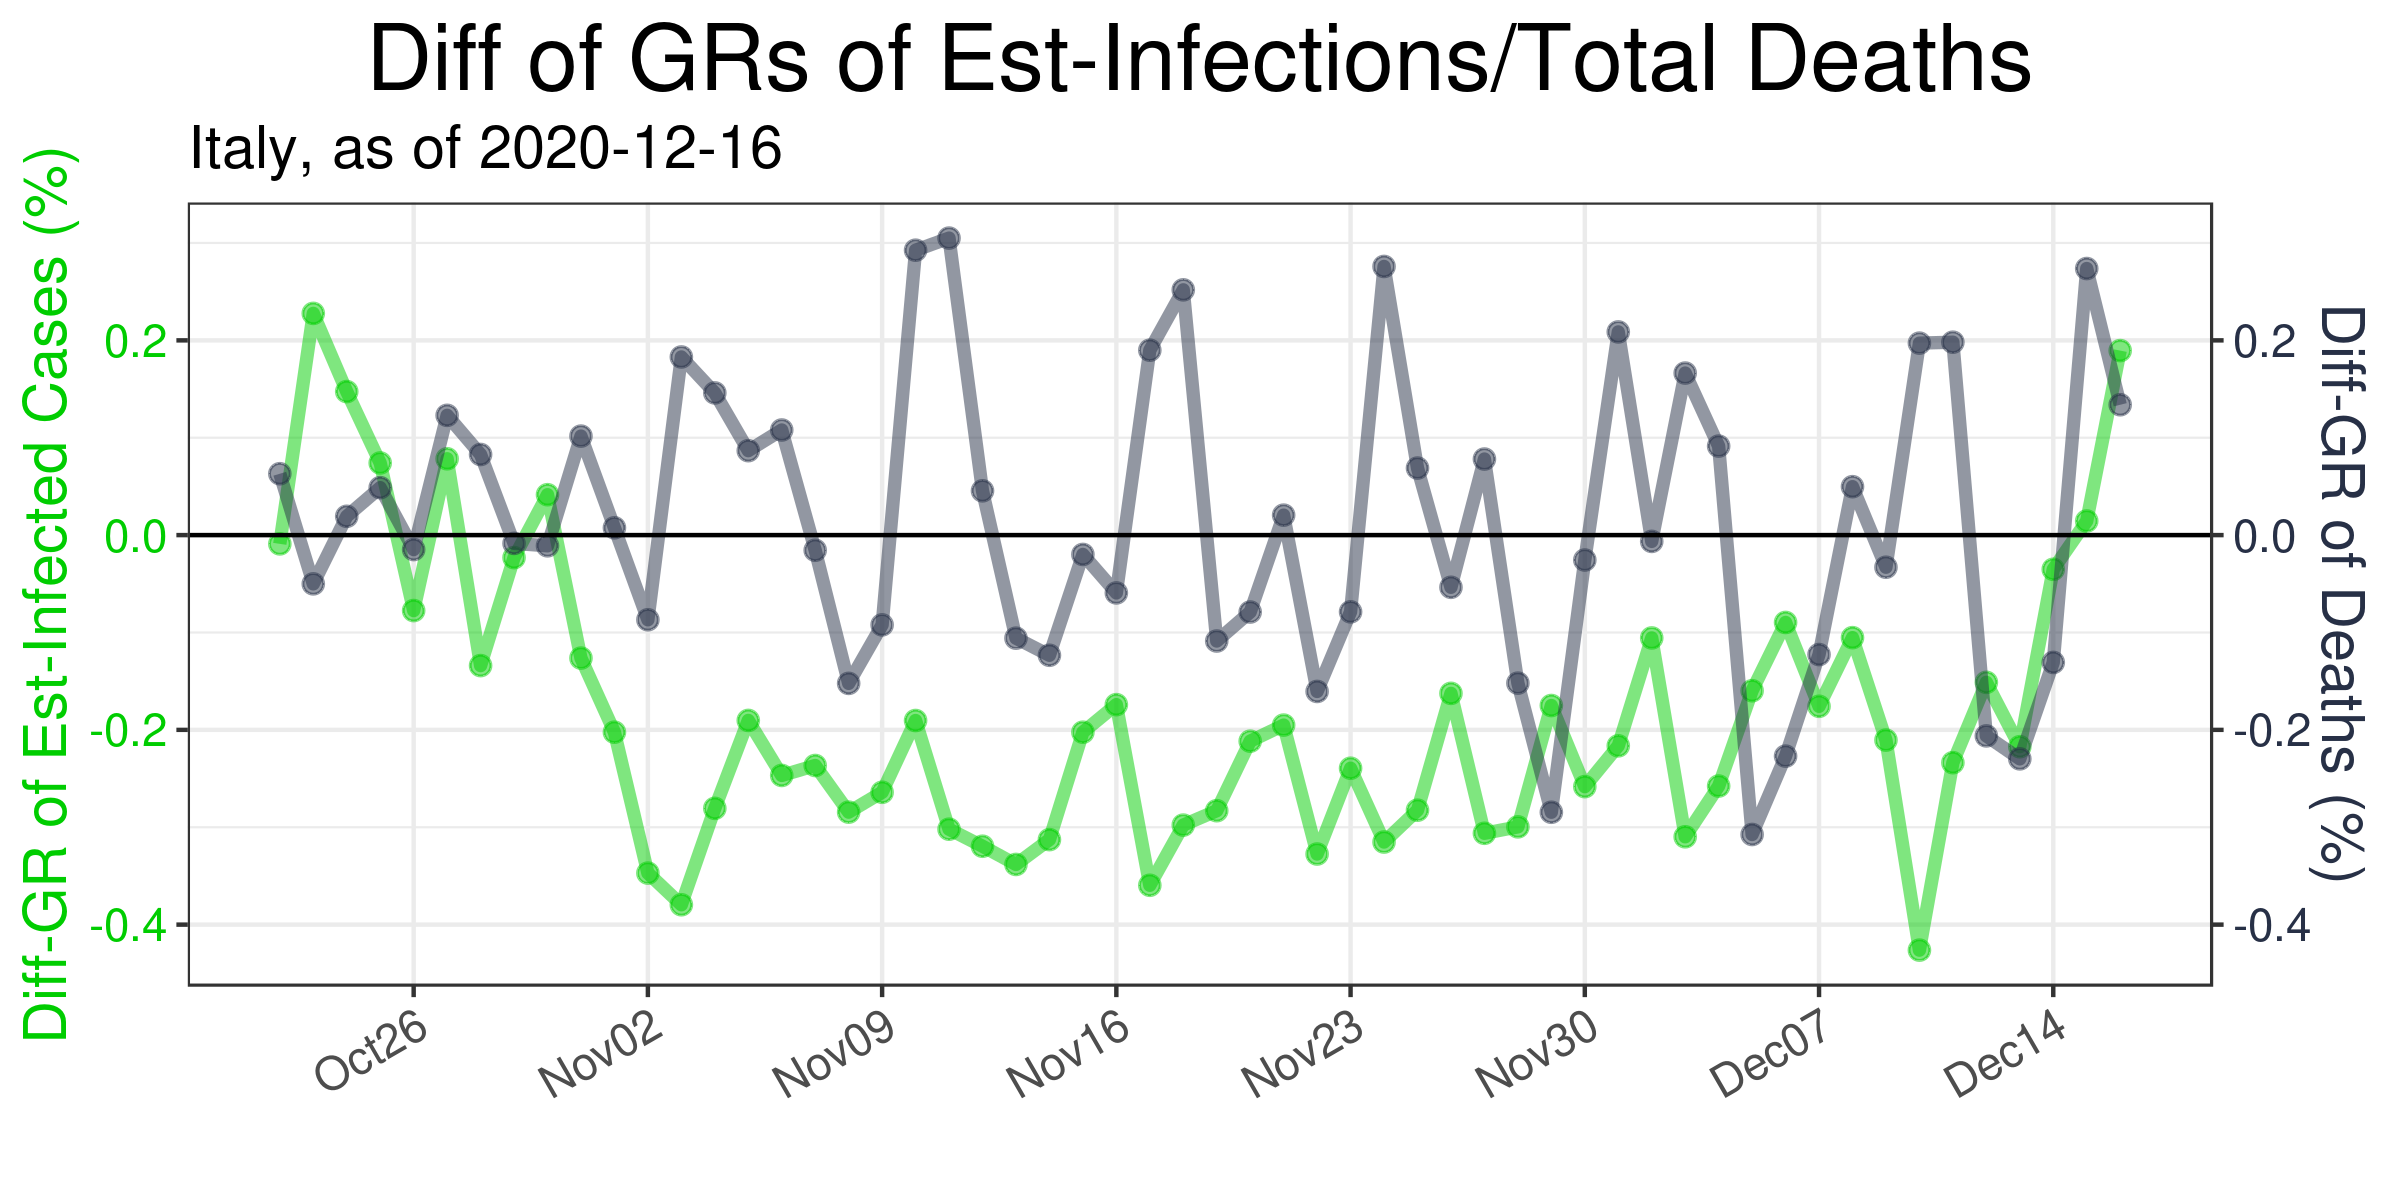 Diff of GRs of Est-Infections/Total Deaths
Italy, as of 2020-12-16
Diff-GR of Est-Infected Cases (%)
0.2
0.0
-0.2
-0.4
0.2
0.0
-0.2
-0.4
Diff-GR of Deaths (%)
Oct26
Nov02
Nov09
Nov16
Nov23
Nov30
Dec07
Dec14